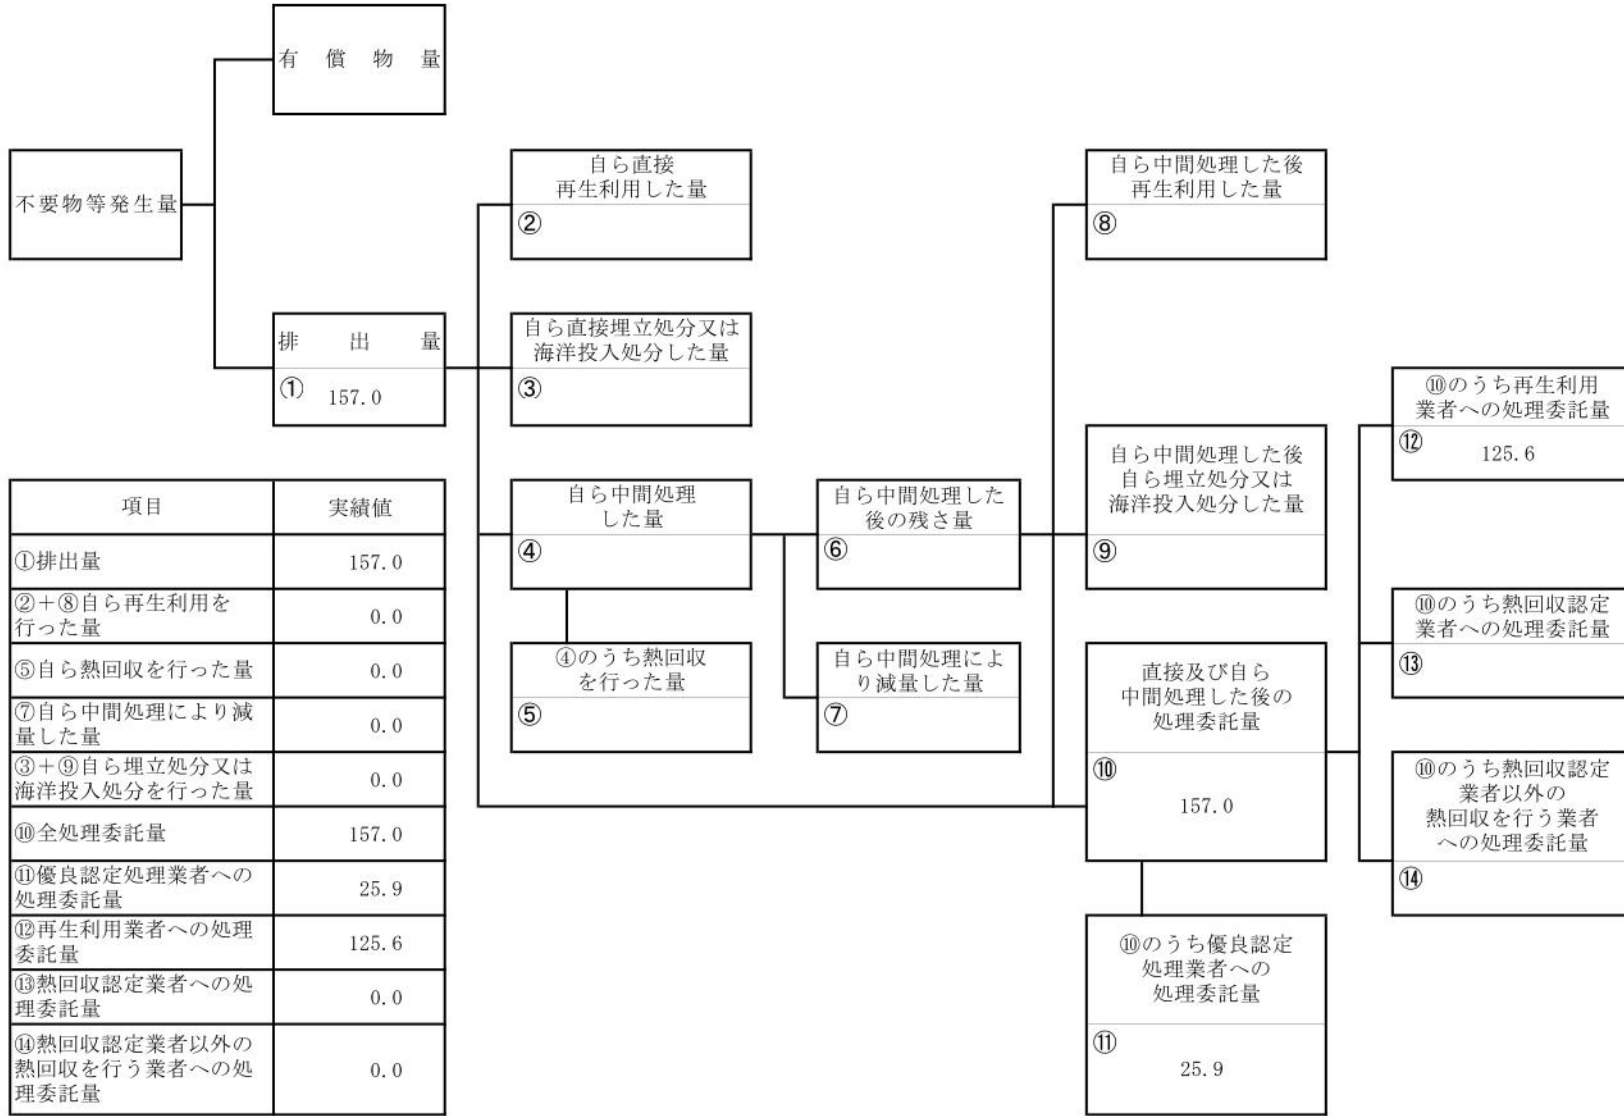 有償物量
不要物等発生量
排出量
①
157.0
自ら直接
再生利用した量
②
自ら直接埋立処分又は
海洋投入処分した量
③
自ら中間処理
した量
④
④のうち熱回収
を行った量
⑤
自ら中間処理した
後の残さ量
⑥
自ら中間処理によ
り減量した量
⑦
自ら中間処理した後
再生利用した量
⑧
自ら中間処理した後
自ら埋立処分又は
海洋投入処分した量
⑨
直接及び自ら
中間処理した後の
処理委託量
⑩
157.0
⑩のうち優良認定
処理業者への
処理委託量
⑪
25.9
⑩のうち再生利用
業者への処理委託量
⑫
125.6
⑩のうち熱回収認定
業者への処理委託量
⑬
⑩のうち熱回収認定
業者以外の
熱回収を行う業者
への処理委託量
⑭
項目 実績値
①排出量 157.0
②＋⑧自ら再生利用を
行った量 0.0
⑤自ら熱回収を行った量 0.0
⑦自ら中間処理により減
量した量 0.0
③＋⑨自ら埋立処分又は
海洋投入処分を行った量 0.0
⑩全処理委託量 157.0
⑪優良認定処理業者への
処理委託量 25.9
⑫再生利用業者への処理
委託量 125.6
⑬熱回収認定業者への処
理委託量 0.0
⑭熱回収認定業者以外の
熱回収を行う業者への処
理委託量 0.0